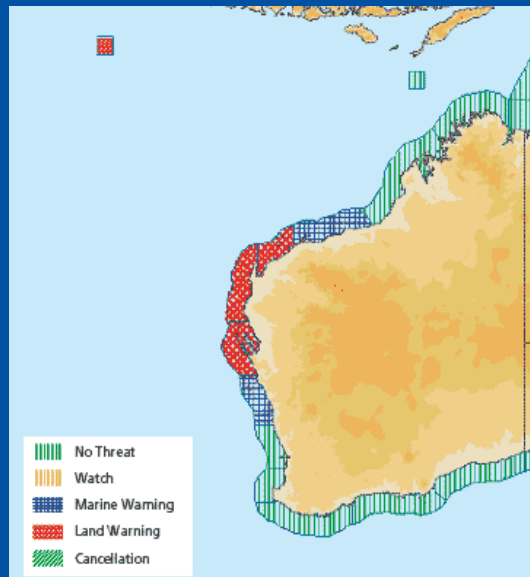 No Threat
Watch
Marine Warning
Land Warning
Cancellation